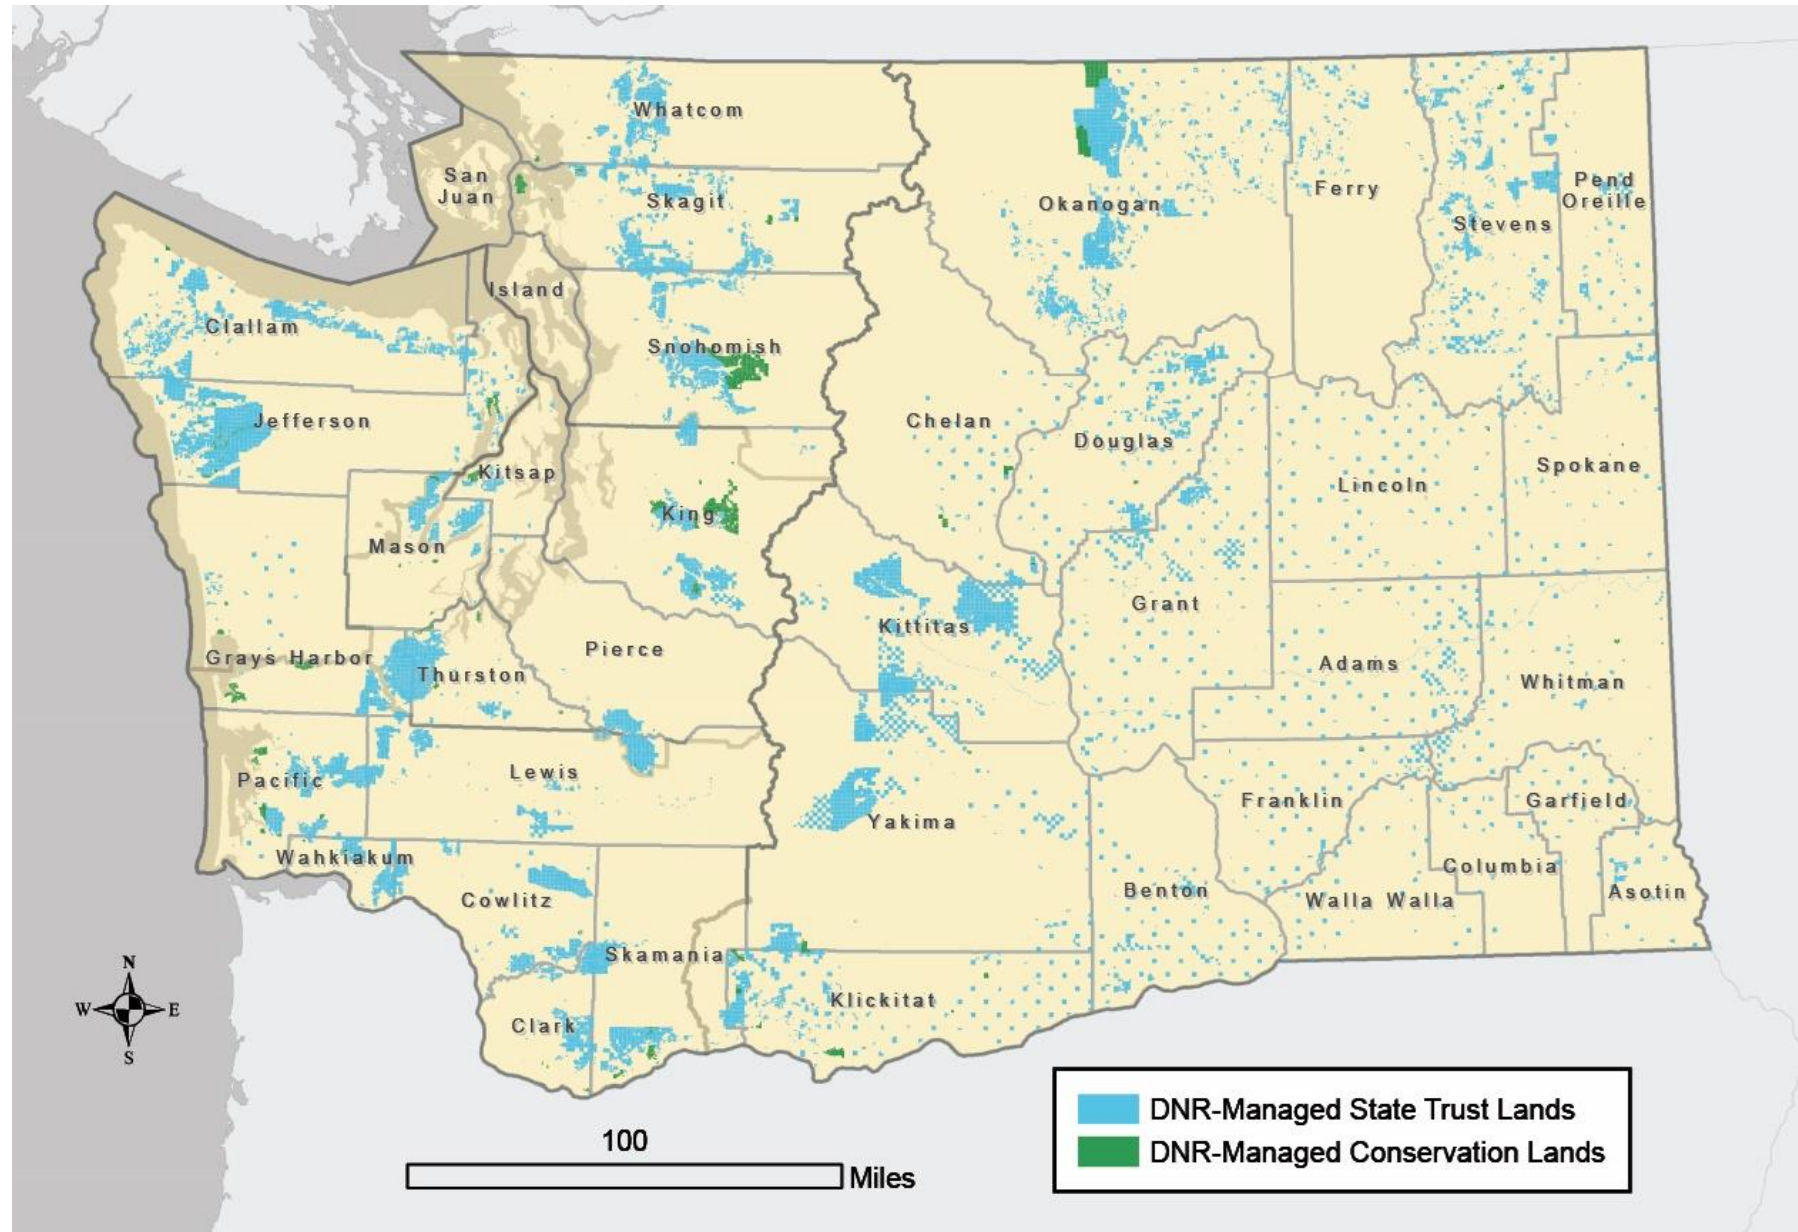 Whatcom
San
Juan
Skagit
Okanogan
Ferry
Pend
Oreille
Stevens
Island
Clallam
Snohomish
Jefferson
Chelan
Douglas
Kitsap
Lincoln
Spokane
King
Mason
Grant
Kittitas
Pierce
Grays Harbor
Thurston
Adams
Whitman
Pacific
Lewis
Yakima
Franklin
Garfield
Wahkiakum
Columbia
Cowlitz
Benton
Walla Walla
Asotin
Skamania
Klickitat
Clark
N
W
E
S
100
Miles
DNR-Managed State Trust Lands
DNR-Managed Conservation Lands